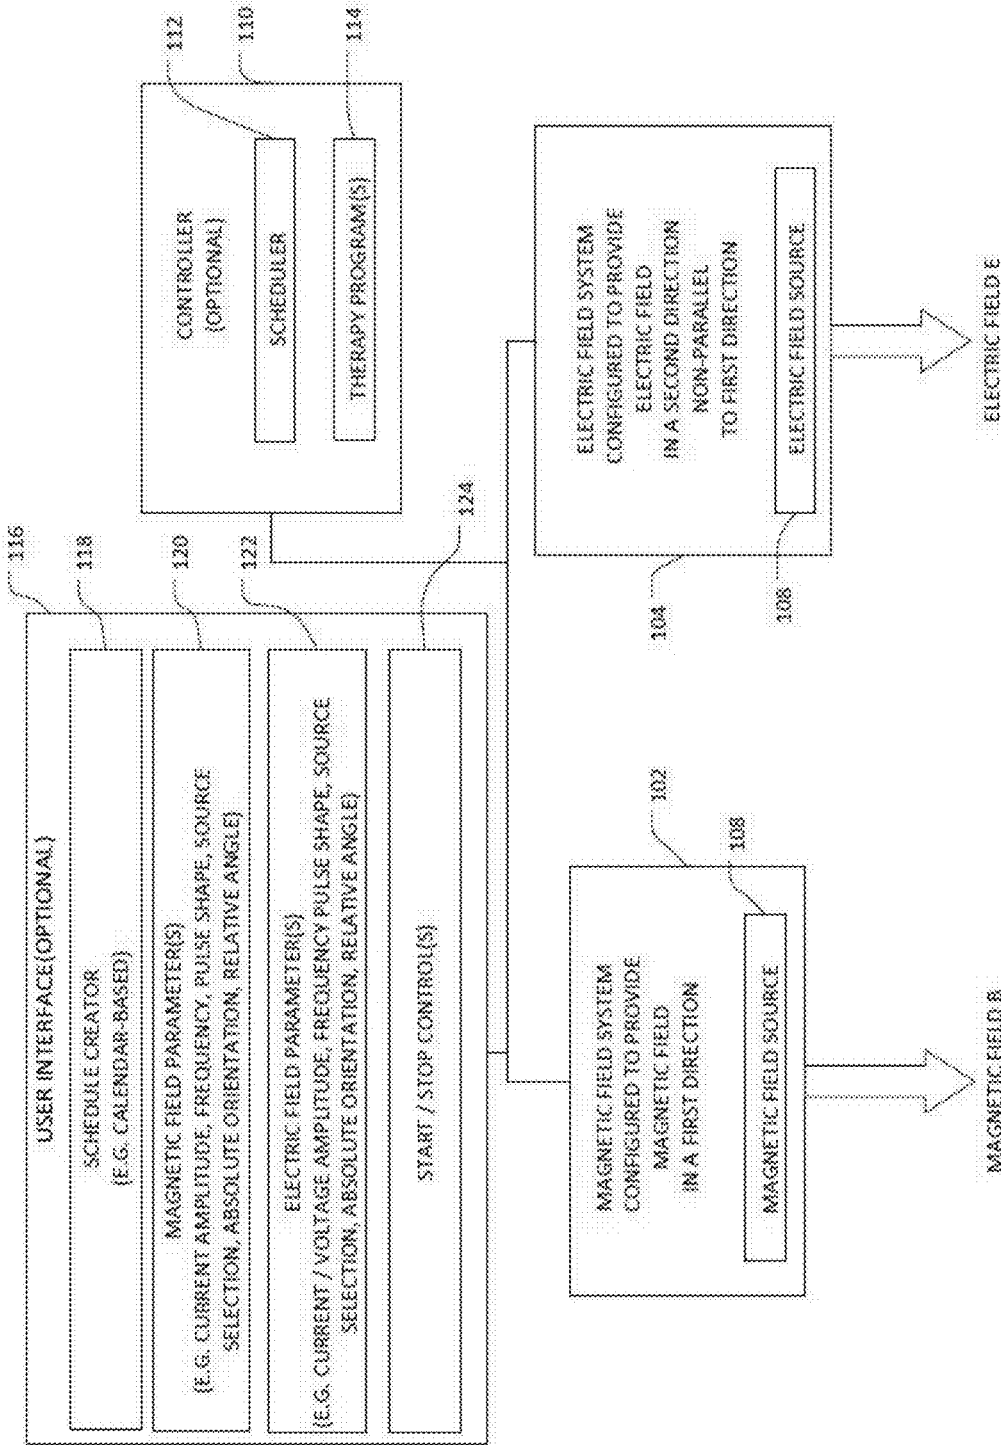 USER INTERFACE(OPTIONAL)
116
SCHEDULE CREATOR
(E.G. CALENDAR-BASED)
118
MAGNETIC FIELD PARAMETER(S)
(E.G. CURRENT AMPLITUDE, FREQUENCY, PULSE SHAPE, SOURCE
SELECTION, ABSOLUTE ORIENTATION, RELATIVE ANGLE)
120
ELECTRIC FIELD PARAMETER(S)
(E.G. CURRENT / VOLTAGE AMPLITUDE, FREQUENCY PULSE SHAPE, SOURCE
SELECTION, ABSOLUTE ORIENTATION, RELATIVE ANGLE)
122
START / STOP CONTROL(S)
124
CONTROLLER
(OPTIONAL)
110
SCHEDULER
112
THERAPY PROGRAM(S)
114
MAGNETIC FIELD SYSTEM
CONFIGURED TO PROVIDE
MAGNETIC FIELD
IN A FIRST DIRECTION
102
MAGNETIC FIELD SOURCE
108
MAGNETIC FIELD B
ELECTRIC FIELD SYSTEM
CONFIGURED TO PROVIDE
ELECTRIC FIELD
IN A SECOND DIRECTION
NON-PARALLEL
TO FIRST DIRECTION
104
ELECTRIC FIELD SOURCE
108
ELECTRIC FIELD E